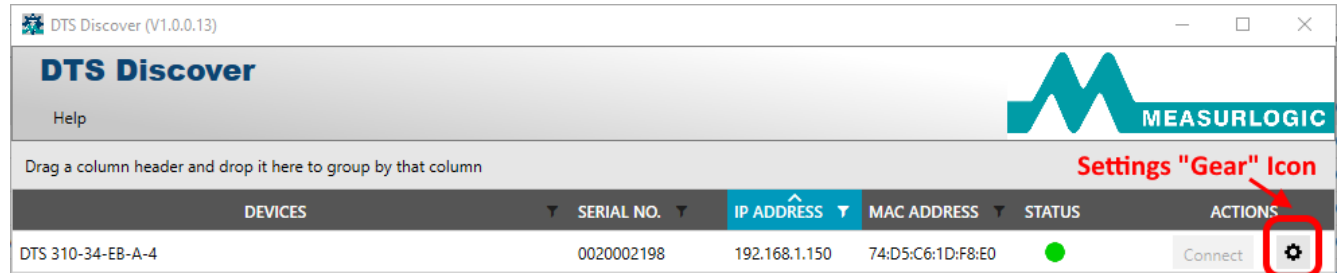 DTS Discover (V1.0.0.13)
DTS Discover
Help
MEASURLOGIC
Drag a column header and drop it here to group by that column
Settings "Gear" Icon
DEVICES SERIAL NO. IP ADDRESS MAC ADDRESS STATUS ACTIONS
DTS 310-34-EB-A-4 0020002198 192.168.1.150 74:D5:C6:1D:F8:E0 Connect